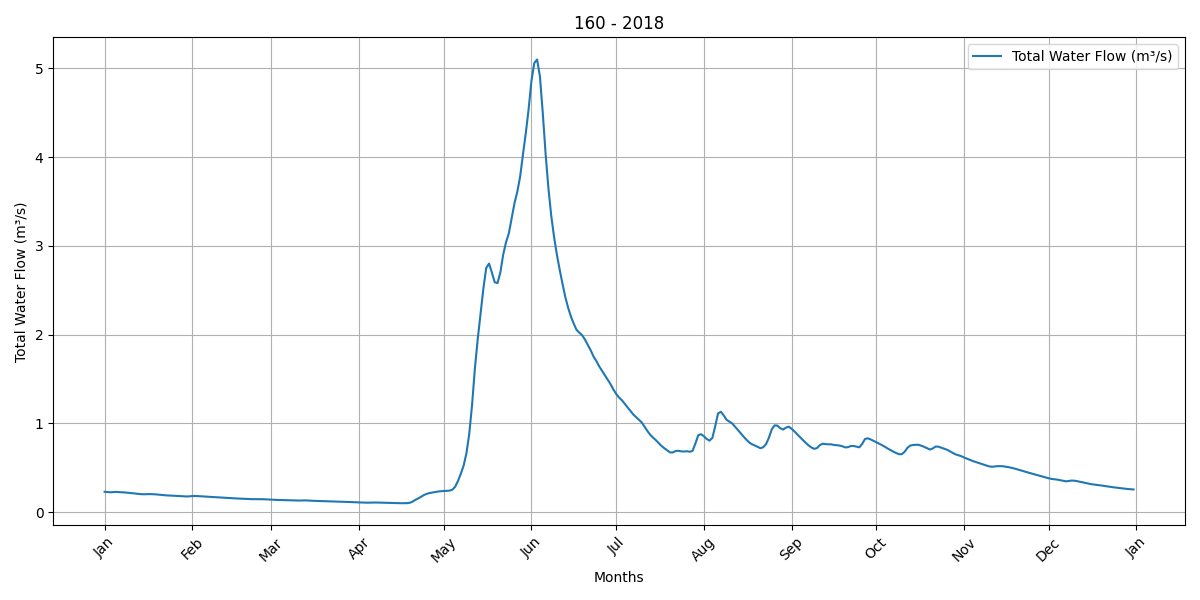 160 - 2018
Total Water Flow (m³/s)
Total Water Flow (m³/s)
5
4
3
2
1
0
Jan
Feb
Mar
Apr
May
Jun
Jul
Aug
Sep
Oct
Nov
Dec
Jan
Months